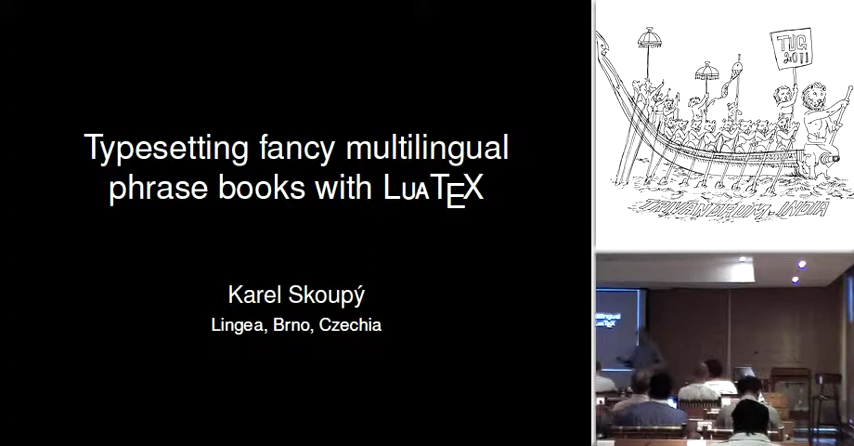 Typesetting fancy multilingual
phrase books with LuaTeX
Karel Skoupý
Lingea, Brno, Czechia
TUG
2011
TRIVANDRUM-INDIA